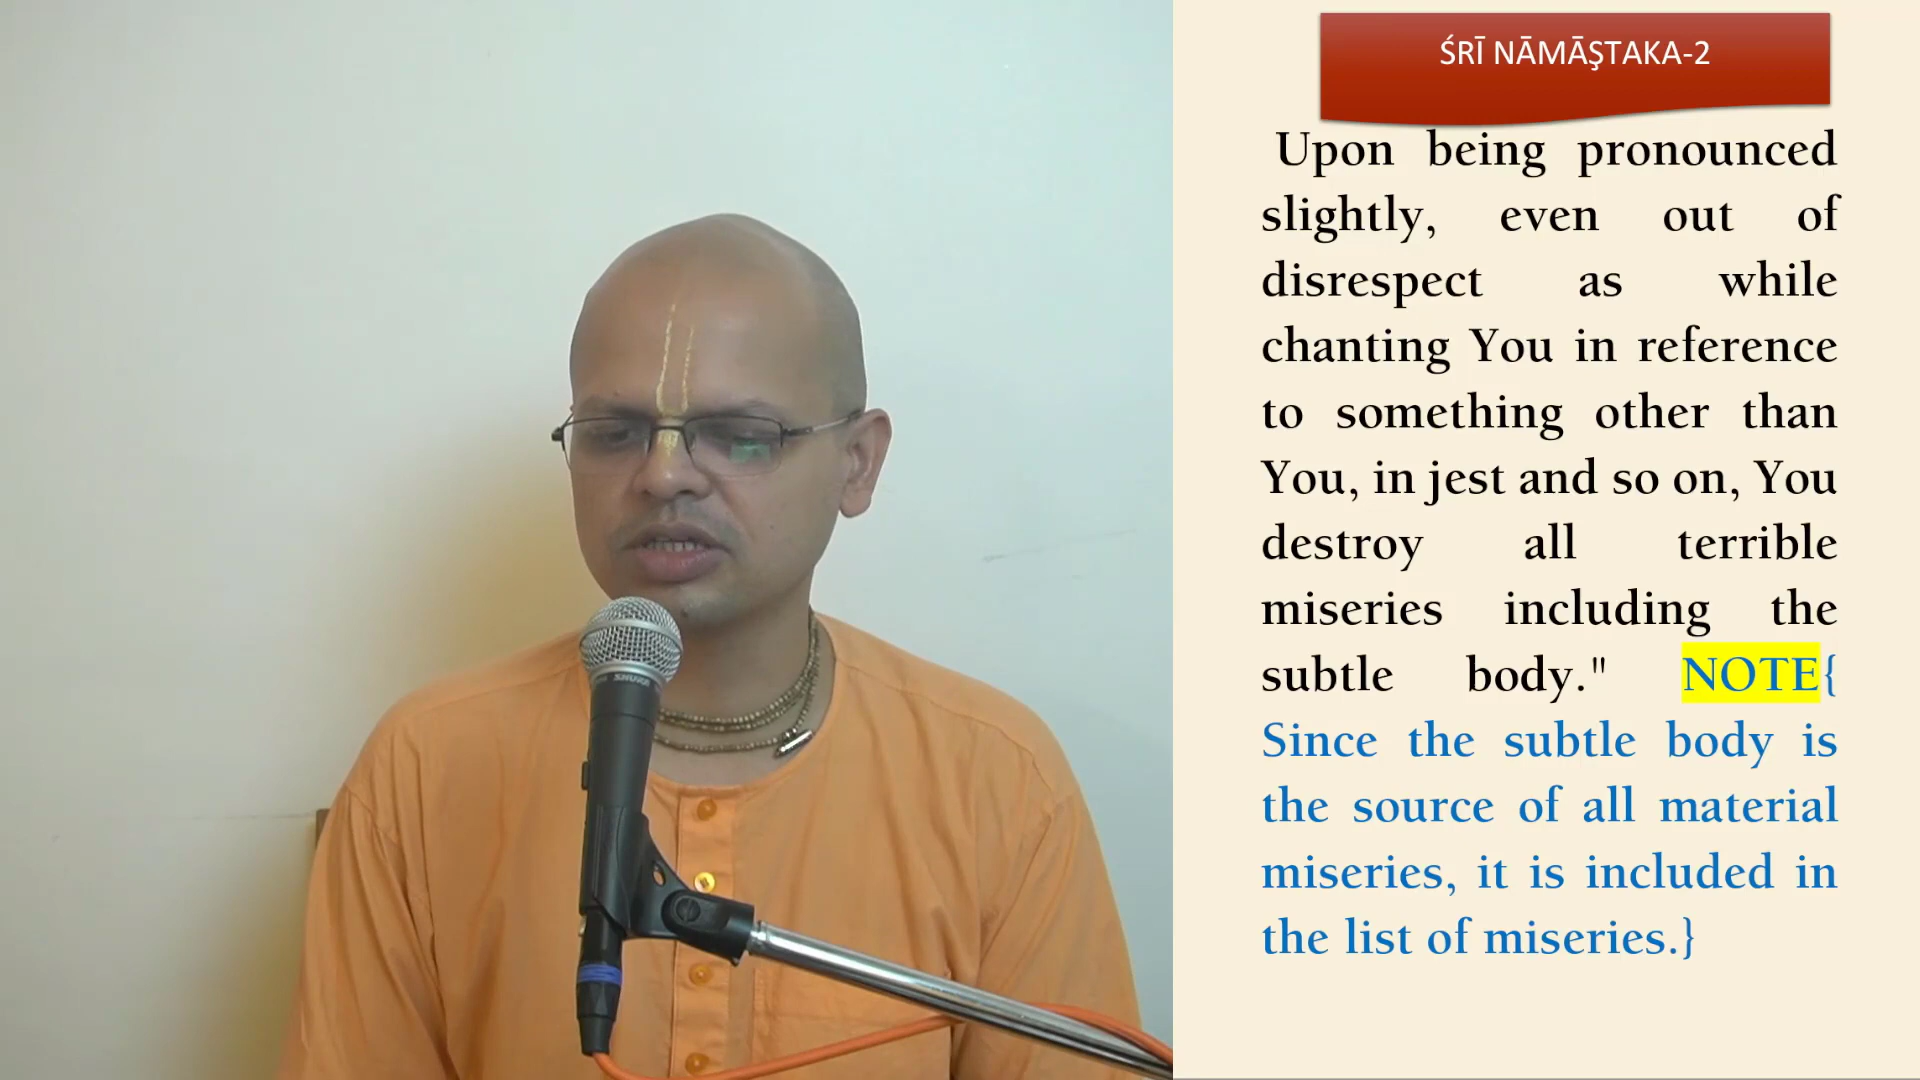 ŚRĪ NĀMĀŞTAKA-2
Upon being pronounced
slightly, even out of
disrespect as while
chanting You in reference
to something other than
You, in jest and so on, You
destroy all terrible
miseries including the
subtle body." NOTE{
Since the subtle body is
the source of all material
miseries, it is included in
the list of miseries.}
SHURE